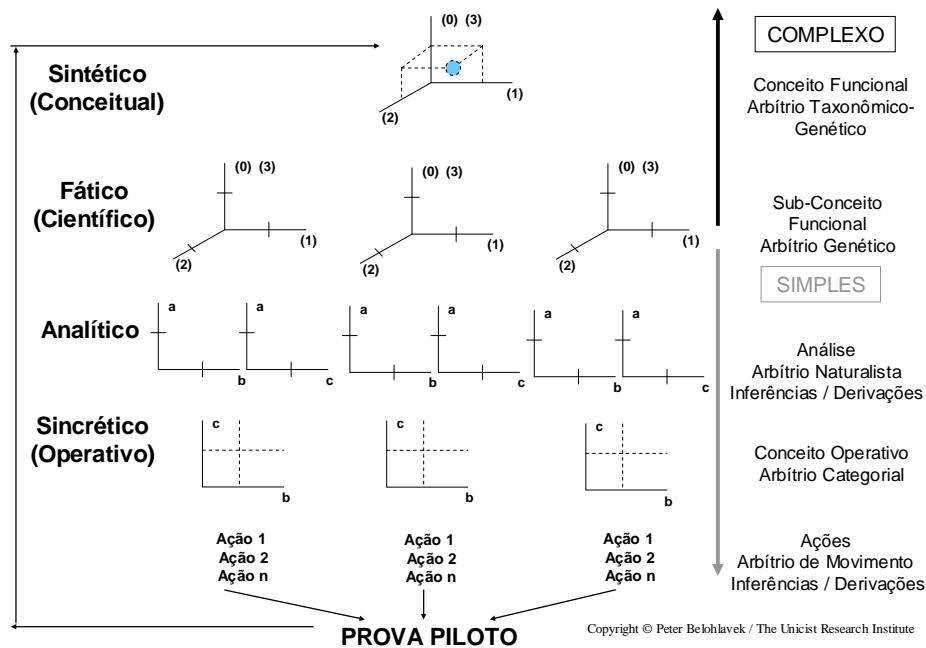 (0) (3)
(1)
(2)
Sintético
(Conceitual)
COMPLEXO
Conceito Funcional
Arbítrio Taxonômico-
Genético
Fático
(Científico)
(0) (3)
(1)
(2)
(0) (3)
(1)
(2)
(0) (3)
(1)
(2)
Sub-Conceito
Funcional
Arbítrio Genético
SIMPLES
Analítico
a
b
a
c
a
b
a
c
a
b
a
c
Análise
Arbítrio Naturalista
Inferências / Derivações
Sincrético
(Operativo)
c
b
c
b
c
b
Conceito Operativo
Arbítrio Categorial
Ação 1
Ação 2
Ação n
Ação 1
Ação 2
Ação n
Ação 1
Ação 2
Ação n
Ações
Arbítrio de Movimento
Inferências / Derivações
PROVA PILOTO
Copyright © Peter Belohlavek / The Unicist Research Institute